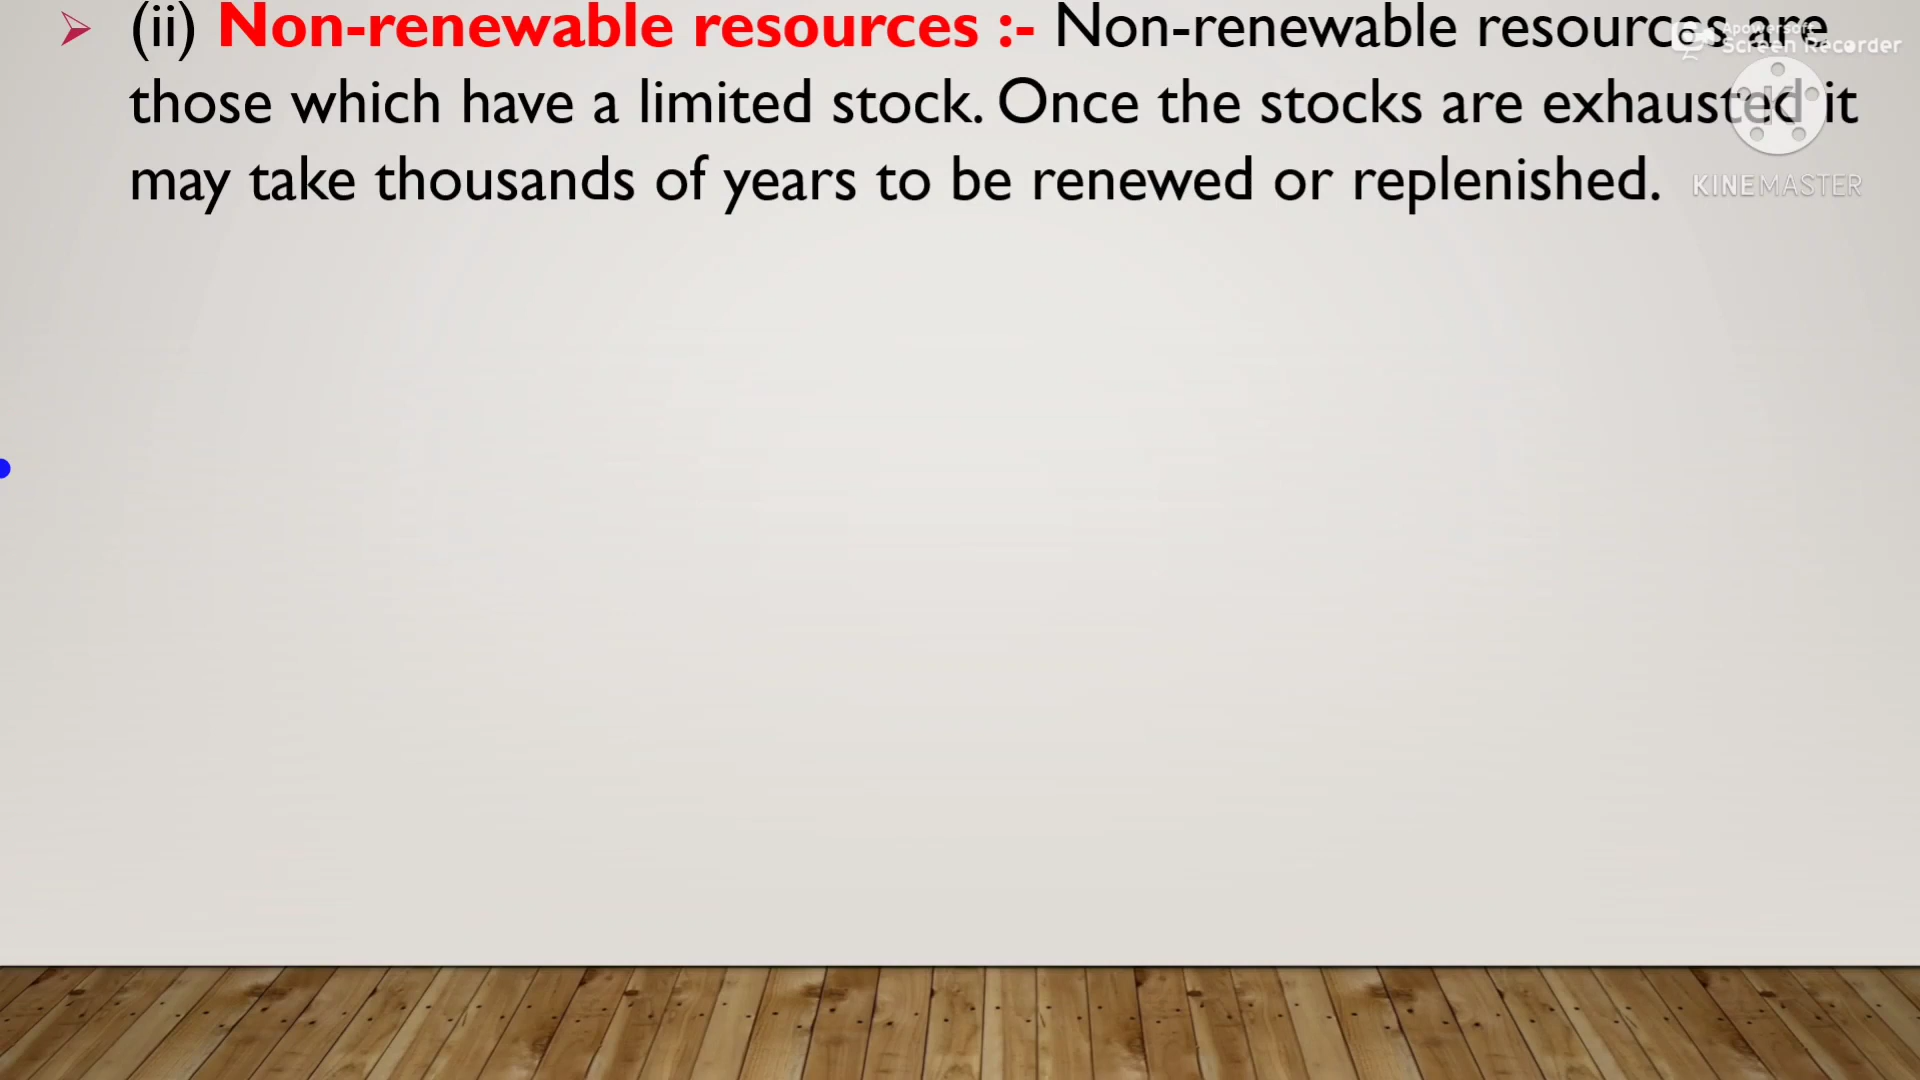 (ii) Non-renewable resources :- Non-renewable resources are
those which have a limited stock. Once the stocks are exhausted it
may take thousands of years to be renewed or replenished.
Apowersoft
Screen Recorder
K
KINEMASTER